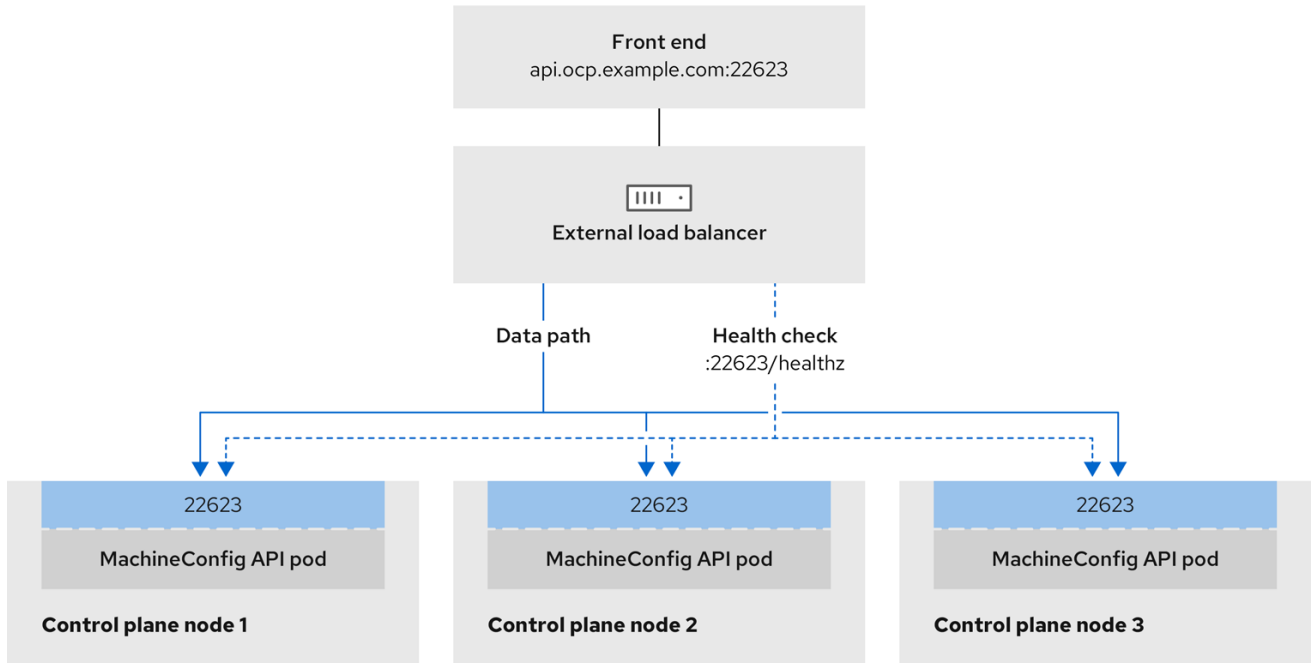 Front end
api.ocp.example.com:22623
External load balancer
Data path
Health check
:22623/healthz
22623
22623
22623
MachineConfig API pod
MachineConfig API pod
MachineConfig API pod
Control plane node 1
Control plane node 2
Control plane node 3